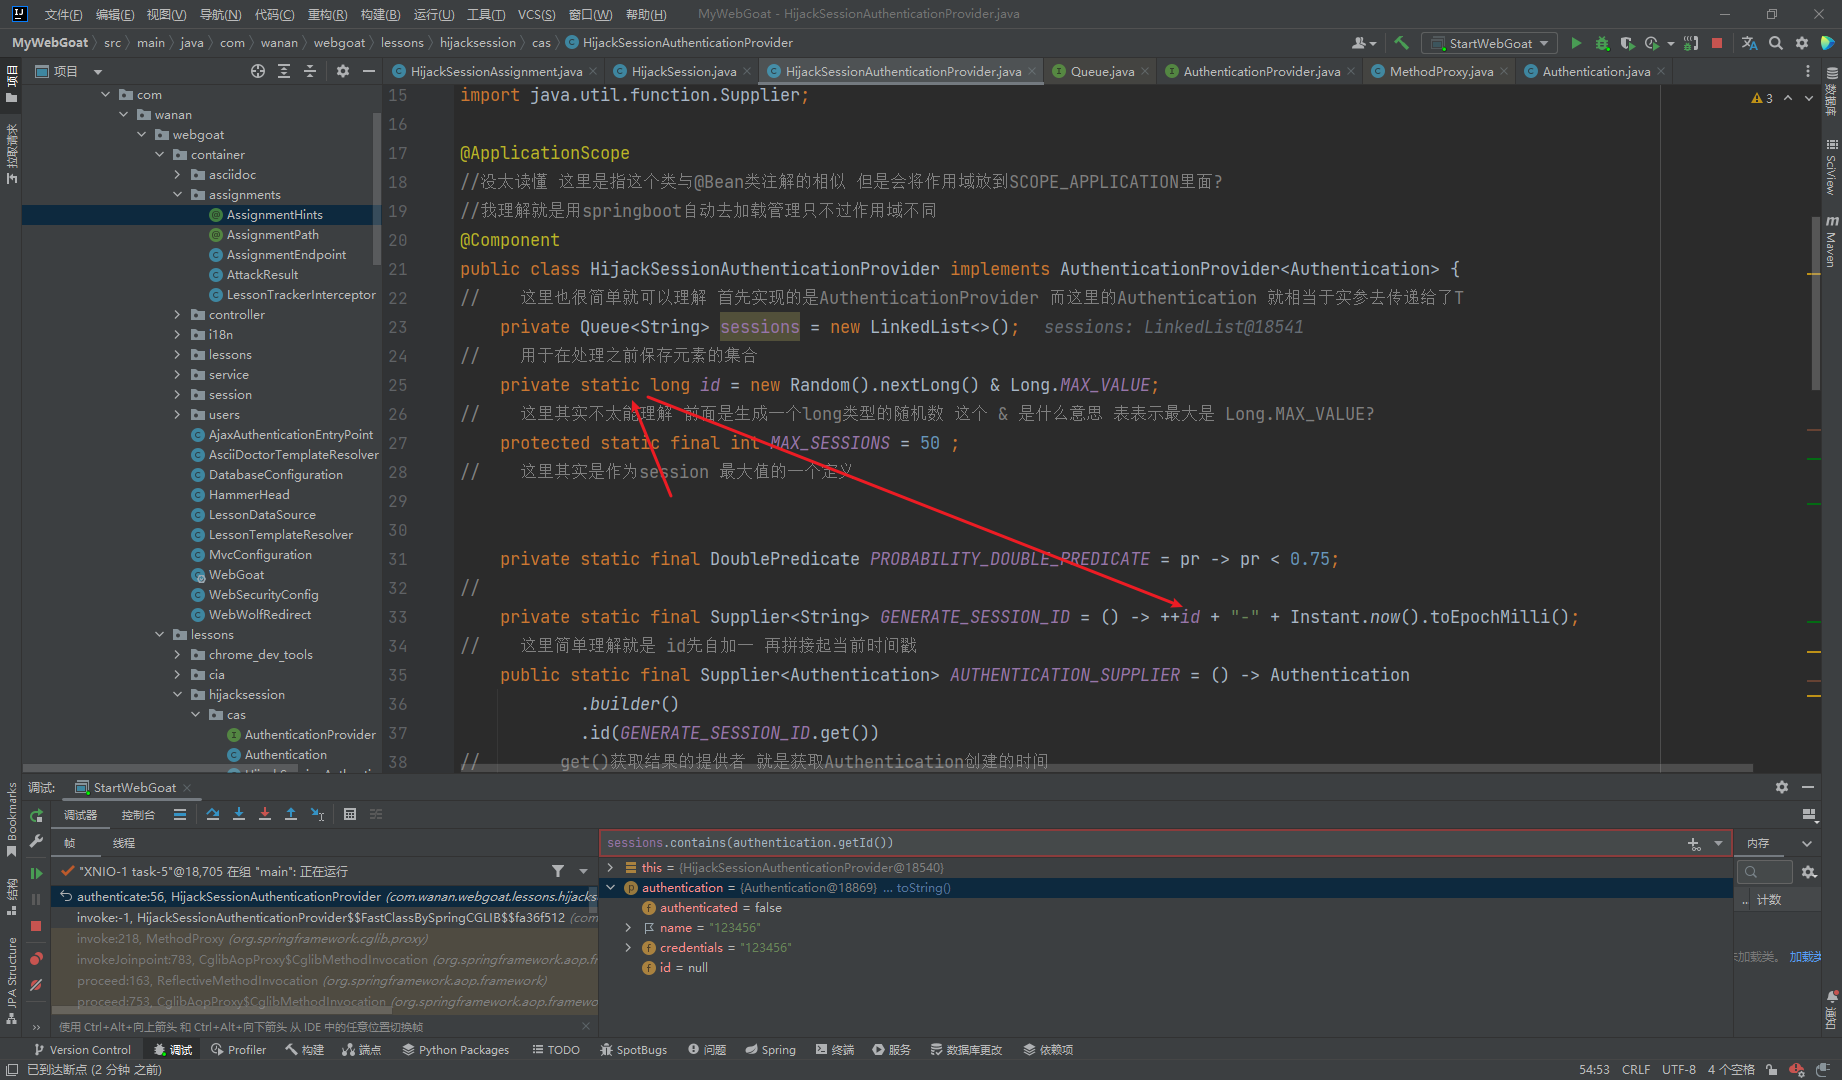 文件(F) 编辑(E) 视图(V) 导航(N) 代码(C) 重构(R) 构建(B) 运行(U) 工具(T) VCS(S) 窗口(W) 帮助(H) MyWebGoat - HijackSessionAuthenticationProvider.java
MyWebGoat src main java com wanan webgoat lessons hijacksession cas HijackSessionAuthenticationProvider StartWebGoat
项目 HijackSessionAssignment.java HijackSession.java HijackSessionAuthenticationProvider.java Queue.java AuthenticationProvider.java MethodProxy.java Authentication.java
项目
拉取请求
com
wanan
webgoat
container
asciidoc
assignments
AssignmentHints
AssignmentPath
AssignmentEndpoint
AttackResult
LessonTrackerInterceptor
controller
i18n
lessons
service
session
users
AjaxAuthenticationEntryPoint
AsciiDoctorTemplateResolver
DatabaseConfiguration
HammerHead
LessonDataSource
LessonTemplateResolver
MvcConfiguration
WebGoat
WebSecurityConfig
WebWolfRedirect
lessons
chrome_dev_tools
cia
hijacksession
cas
AuthenticationProvider
Authentication
3
15 import java.util.function.Supplier;
16
17 @ApplicationScope
18 //没太读懂 这里是指这个类与@Bean类注解的相似 但是会将作用域放到SCOPE_APPLICATION里面?
19 //我理解就是用springboot自动去加载管理只不过作用域不同
20 @Component
21 public class HijackSessionAuthenticationProvider implements AuthenticationProvider<Authentication> {
22 // 这里也很简单就可以理解 首先实现的是AuthenticationProvider 而这里的Authentication 就相当于实参去传递给了T
23 private Queue<String> sessions = new LinkedList<>(); sessions: LinkedList@18541
24 // 用于在处理之前保存元素的集合
25 private static long id = new Random().nextLong() & Long.MAX_VALUE;
26 // 这里其实不太能理解 前面是生成一个long类型的随机数 这个 & 是什么意思 表表示最大是 Long.MAX_VALUE?
27 protected static final int MAX_SESSIONS = 50 ;
28 // 这里其实是作为session 最大值的一个定义
29
30
31 private static final DoublePredicate PROBABILITY_DOUBLE_PREDICATE = pr -> pr < 0.75;
32 //
33 private static final Supplier<String> GENERATE_SESSION_ID = () -> ++id + "-" + Instant.now().toEpochMilli();
34 // 这里简单理解就是 id先自加一 再拼接起当前时间戳
35 public static final Supplier<Authentication> AUTHENTICATION_SUPPLIER = () -> Authentication
36 .builder()
37 .id(GENERATE_SESSION_ID.get())
38 // get()获取结果的提供者 就是获取Authentication创建的时间
数据库
SciView
Maven
通知
Bookmarks
结构
JPA Structure
调试: StartWebGoat
调试器 控制台
帧 线程
"XNIO-1 task-5"@18,705 在组 "main": 正在运行
authenticate:56, HijackSessionAuthenticationProvider (com.wanan.webgoat.lessons.hijacks
invoke:-1, HijackSessionAuthenticationProvider$$FastClassBySpringCGLIB$$fa36f512 (com
invoke:218, MethodProxy (org.springframework.cglib.proxy)
invokeJoinpoint:783, CglibAopProxy$CglibMethodInvocation (org.springframework.aop.fr
proceed:163, ReflectiveMethodInvocation (org.springframework.aop.framework)
proceed:753, CglibAopProxy$CglibMethodInvocation (org.springframework.aop.framewo
使用 Ctrl+Alt+向上箭头 和 Ctrl+Alt+向下箭头 从 IDE 中的任意位置切换帧
sessions.contains(authentication.getId())
this = {HijackSessionAuthenticationProvider@18540}
authentication = {Authentication@18869} ... toString()
authenticated = false
name = "123456"
credentials = "123456"
id = null
内存
.. 计数
未加载类。 加载类
Version Control 调试 Profiler 构建 端点 Python Packages TODO SpotBugs 问题 Spring 终端 服务 数据库更改 依赖项
已到达断点 (2 分钟 之前) 54:53 CRLF UTF-8 4 个空格